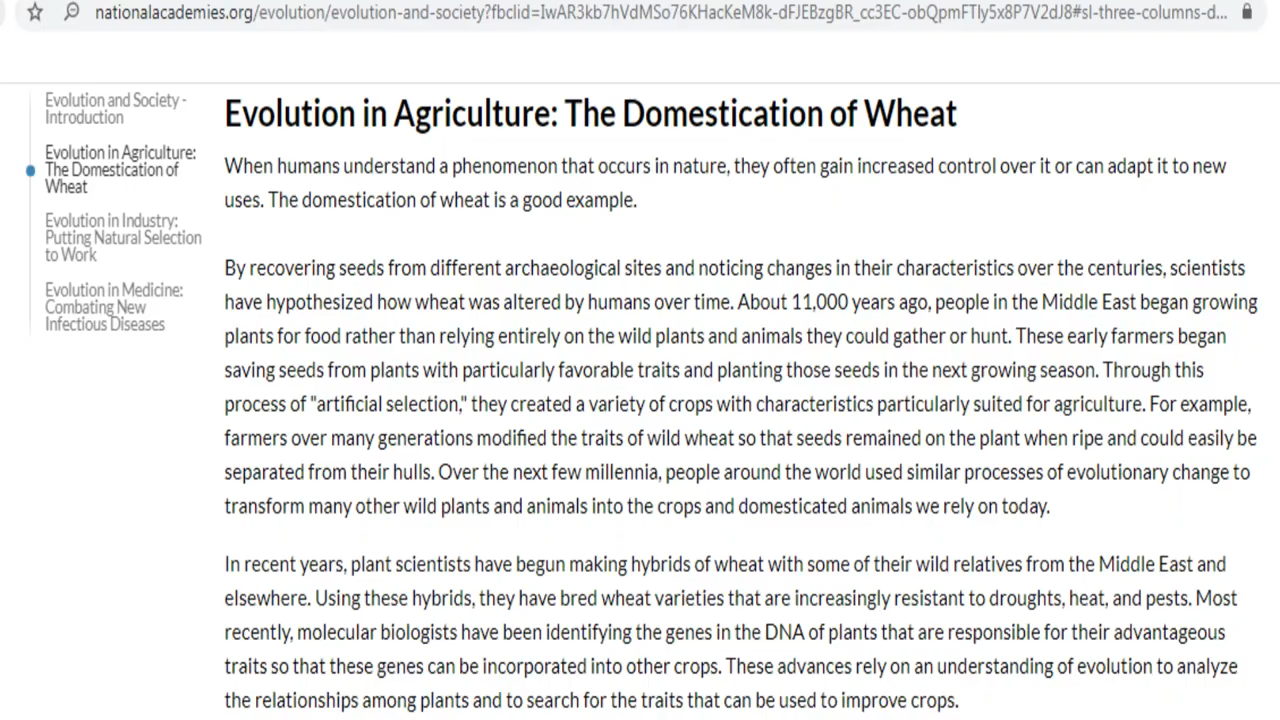 nationalacademies.org/evolution/evolution-and-society?fbclid=IwAR3kb7hVdMSo76KHacKeM8k-dFJEBzgBR_cc3EC-obQpmFTly5x8P7V2dJ8#sl-three-columns-d...
Evolution and Society -
Introduction
Evolution in Agriculture:
The Domestication of
Wheat
Evolution in Industry:
Putting Natural Selection
to Work
Evolution in Medicine:
Combating New
Infectious Diseases
Evolution in Agriculture: The Domestication of Wheat
When humans understand a phenomenon that occurs in nature, they often gain increased control over it or can adapt it to new
uses. The domestication of wheat is a good example.
By recovering seeds from different archaeological sites and noticing changes in their characteristics over the centuries, scientists
have hypothesized how wheat was altered by humans over time. About 11,000 years ago, people in the Middle East began growing
plants for food rather than relying entirely on the wild plants and animals they could gather or hunt. These early farmers began
saving seeds from plants with particularly favorable traits and planting those seeds in the next growing season. Through this
process of "artificial selection," they created a variety of crops with characteristics particularly suited for agriculture. For example,
farmers over many generations modified the traits of wild wheat so that seeds remained on the plant when ripe and could easily be
separated from their hulls. Over the next few millennia, people around the world used similar processes of evolutionary change to
transform many other wild plants and animals into the crops and domesticated animals we rely on today.
In recent years, plant scientists have begun making hybrids of wheat with some of their wild relatives from the Middle East and
elsewhere. Using these hybrids, they have bred wheat varieties that are increasingly resistant to droughts, heat, and pests. Most
recently, molecular biologists have been identifying the genes in the DNA of plants that are responsible for their advantageous
traits so that these genes can be incorporated into other crops. These advances rely on an understanding of evolution to analyze
the relationships among plants and to search for the traits that can be used to improve crops.